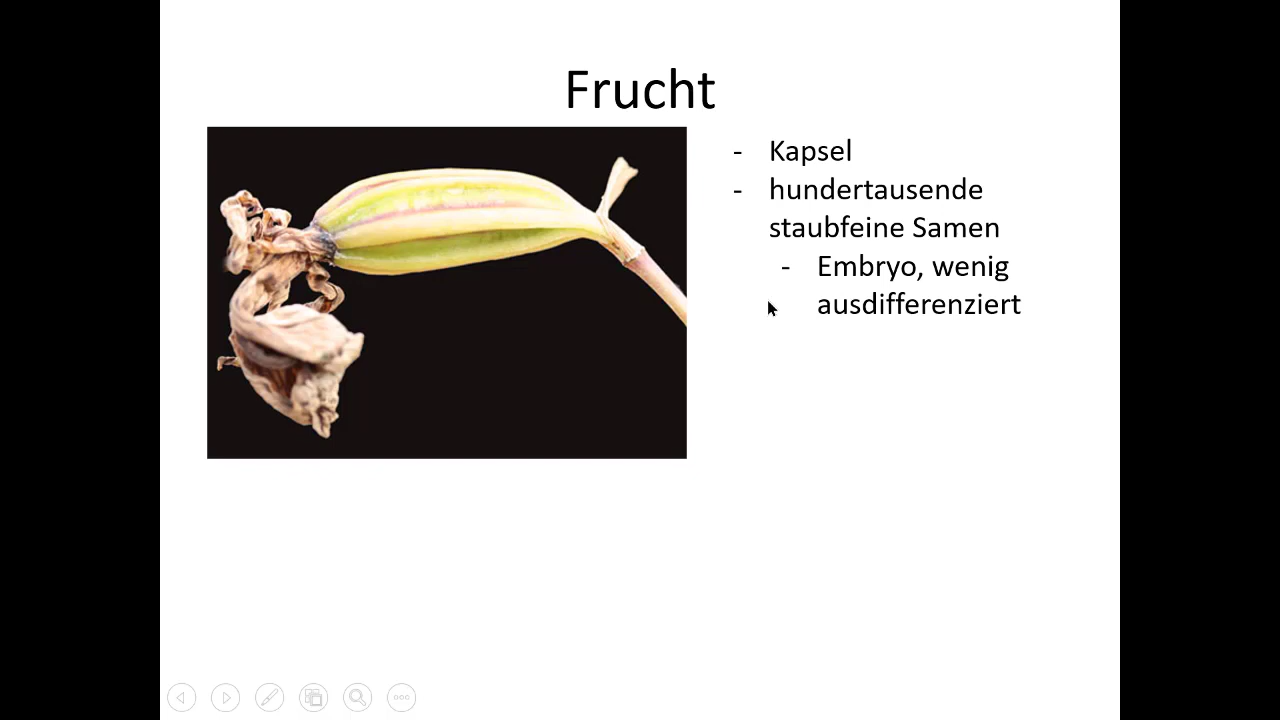 Frucht
- Kapsel
- hundertausende
staubfeine Samen
- Embryo, wenig
ausdifferenziert